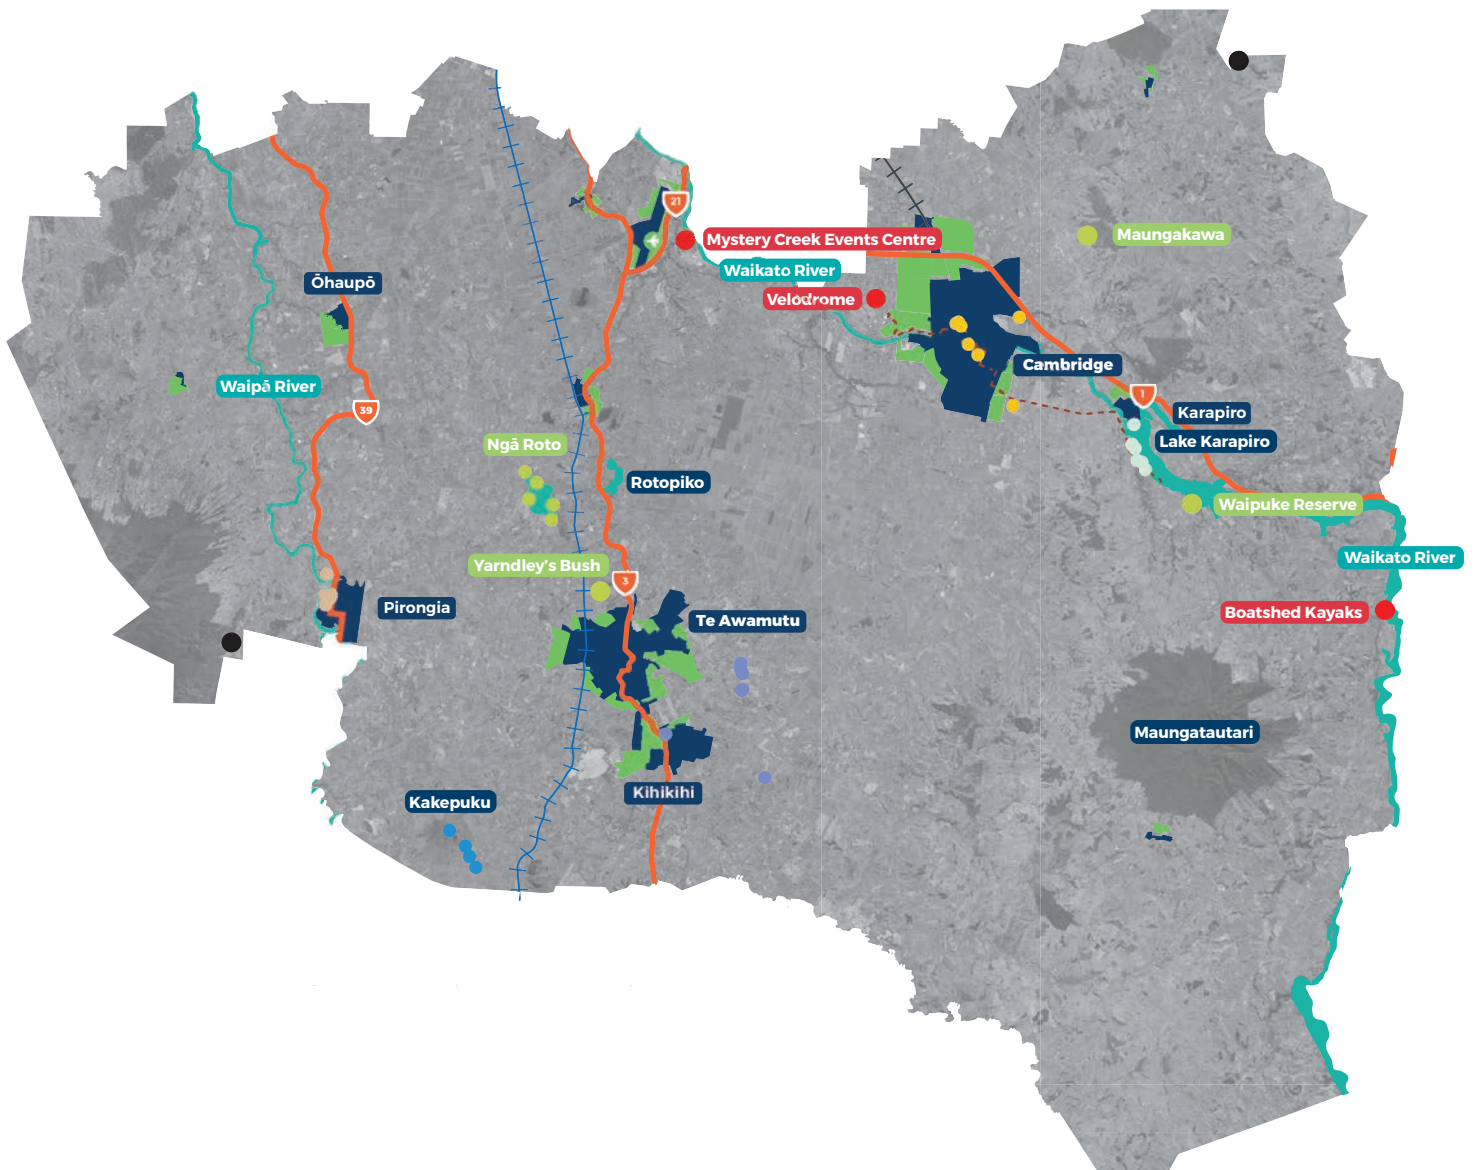 21
Mystery Creek Events Centre
Maungakawa
Waikato River
Ōhaupō
Velodrome
Cambridge
Waipā River
1
39
Karapiro
Lake Karapiro
Ngā Roto
Rotopiko
Waipuke Reserve
Waikato River
Yarndley's Bush
3
Pirongia
Te Awamutu
Boatshed Kayaks
Maungatautari
Kihikihi
Kakepuku